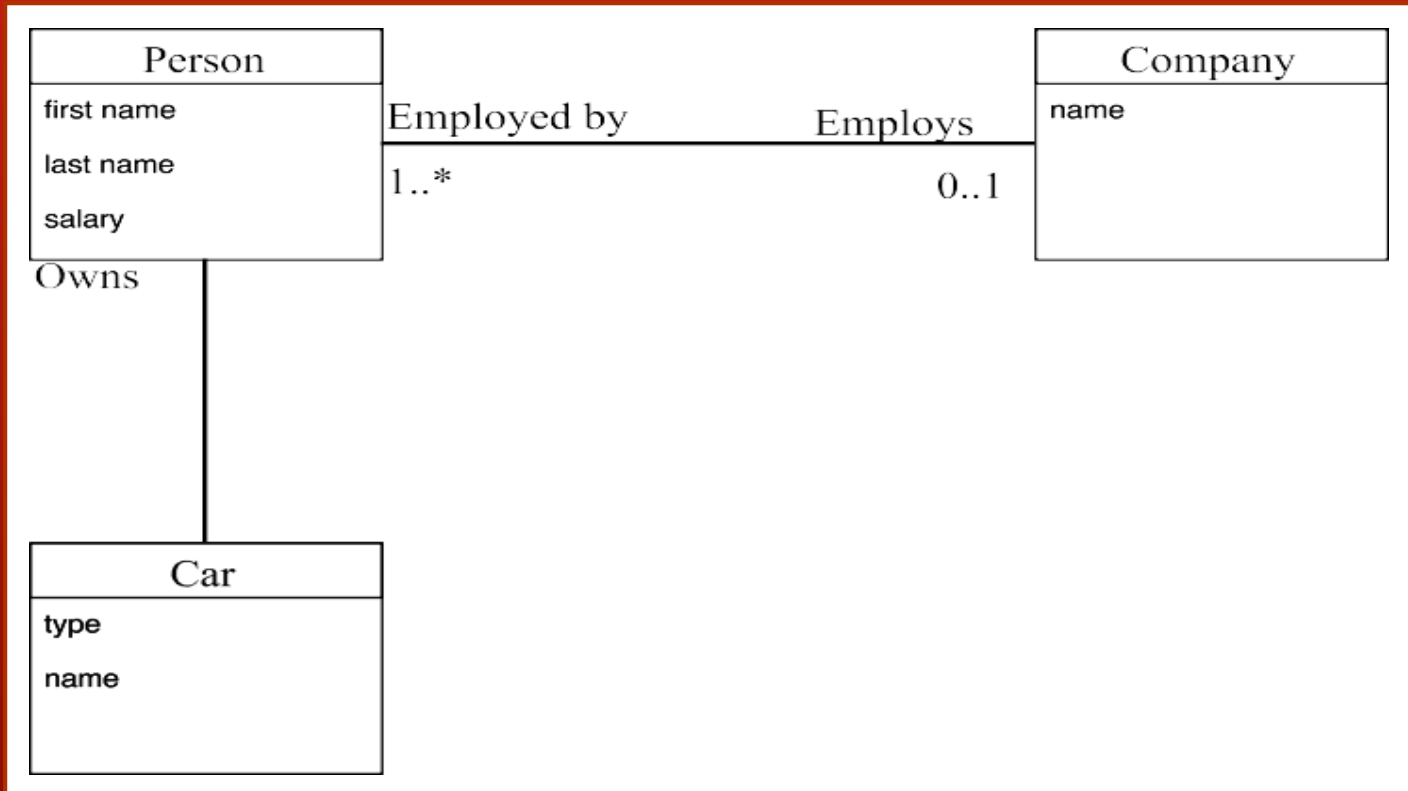 Person
first name
last name
salary
Employed by
1..*
Employs
0..1
Company
name
Owns
Car
type
name